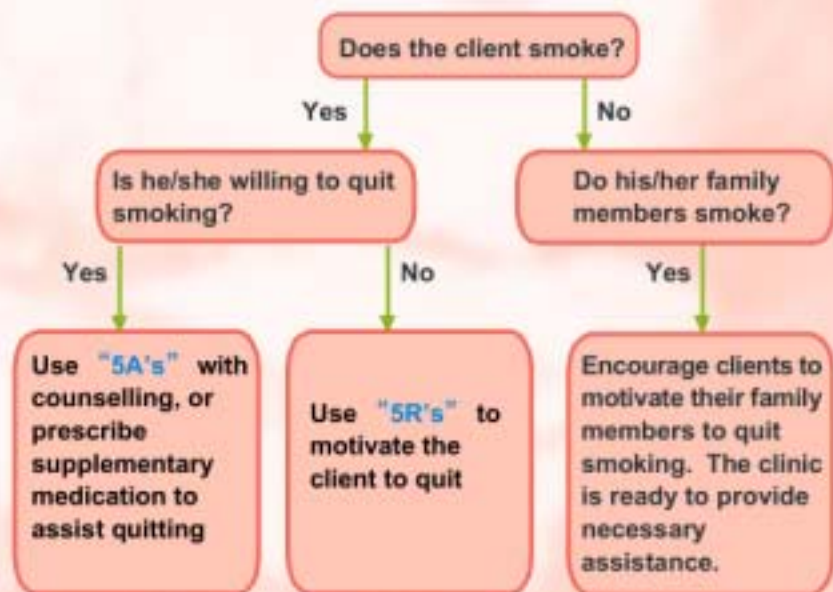 Does the client smoke?
Yes
No
Is he/she willing to quit
smoking?
Do his/her family
members smoke?
Yes
No
Yes
Use “5A's” with
counselling, or
prescribe
supplementary
medication to
assist quitting
Use “5R's” to
motivate the
client to quit
Encourage clients to
motivate their family
members to quit
smoking. The clinic
is ready to provide
necessary
assistance.